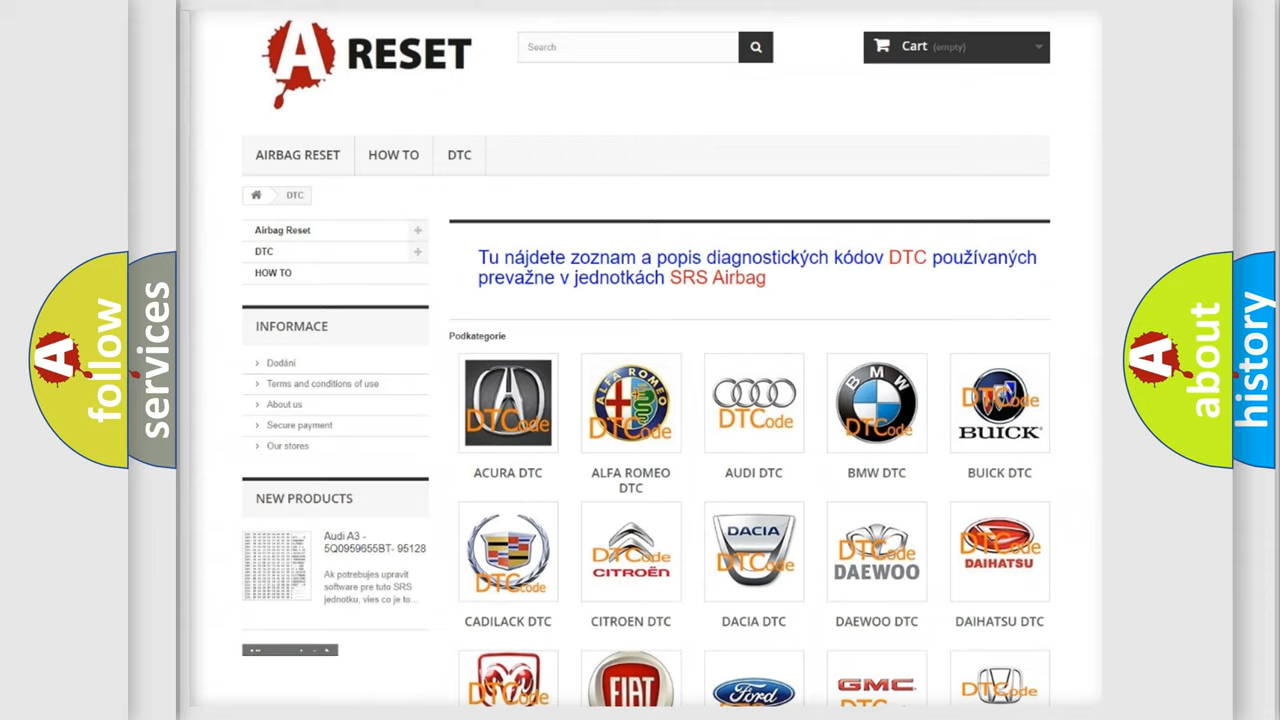 A RESET
Search
Cart (empty)
AIRBAG RESET
HOW TO
DTC
DTC
Airbag Reset
DTC
HOW TO
Tu nájdete zoznam a popis diagnostických kódov DTC používaných
prevažne v jednotkách SRS Airbag
INFORMACE
Dodání
Terms and conditions of use
About us
Secure payment
Our stores
NEW PRODUCTS
Audi A3 -
5Q0959655BT- 95128
Ak potrebujes upravit
software pre tuto SRS
jednotku, vies co je to...
Podkategorie
DTCode
ALFA ROMEO
DTCode
DTCode
BMW
DTCode
DTCode
BUICK
ACURA DTC
ALFA ROMEO
DTC
AUDI DTC
BMW DTC
BUICK DTC
DTCode
DTCode
CITROËN
DACIA
DTCode
DTCode
DAEWOO
DTCode
DAIHATSU
CADILACK DTC
CITROEN DTC
DACIA DTC
DAEWOO DTC
DAIHATSU DTC
DTCode
FIAT
Ford
GMC
DTCode
A follow
services
A about
history